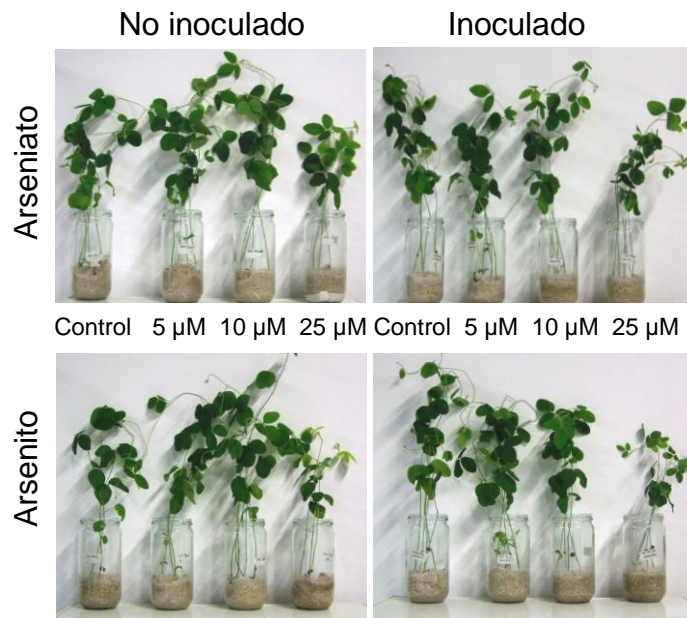 No inoculado Inoculado
Arseniato
Control 5 µM 10 µM 25 µM Control 5 µM 10 µM 25 µM
Arsenito